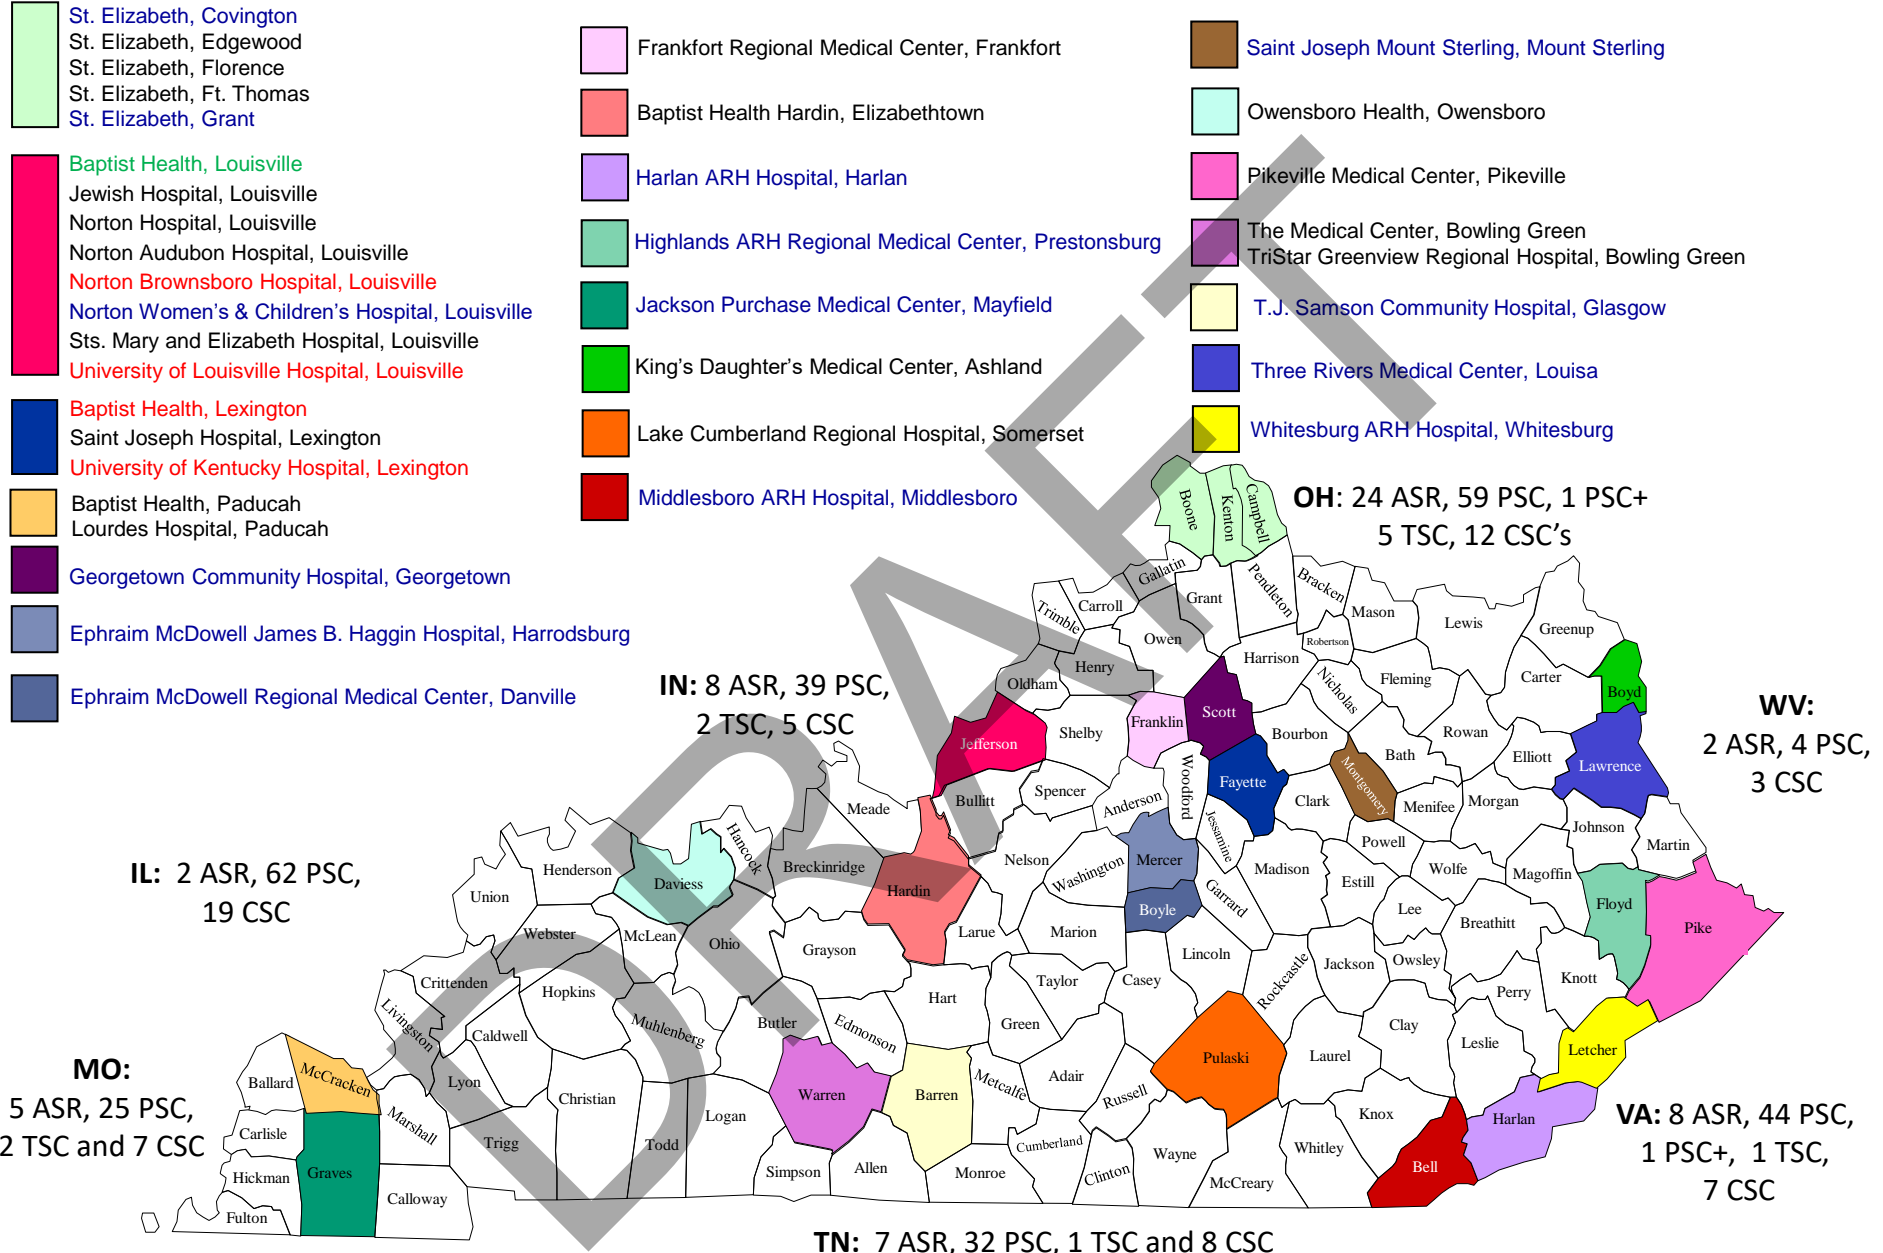 St. Elizabeth, Covington
St. Elizabeth, Edgewood
St. Elizabeth, Florence
St. Elizabeth, Ft. Thomas
St. Elizabeth, Grant
Baptist Health, Louisville
Jewish Hospital, Louisville
Norton Hospital, Louisville
Norton Audubon Hospital, Louisville
Norton Brownsboro Hospital, Louisville
Norton Women's & Children's Hospital, Louisville
Sts. Mary and Elizabeth Hospital, Louisville
University of Louisville Hospital, Louisville
Baptist Health, Lexington
Saint Joseph Hospital, Lexington
University of Kentucky Hospital, Lexington
Baptist Health, Paducah
Lourdes Hospital, Paducah
Georgetown Community Hospital, Georgetown
Ephraim McDowell James B. Haggin Hospital, Harrodsburg
Ephraim McDowell Regional Medical Center, Danville
Frankfort Regional Medical Center, Frankfort
Baptist Health Hardin, Elizabethtown
Harlan ARH Hospital, Harlan
Highlands ARH Regional Medical Center, Prestonsburg
Jackson Purchase Medical Center, Mayfield
King's Daughter's Medical Center, Ashland
Lake Cumberland Regional Hospital, Somerset
Middlesboro ARH Hospital, Middlesboro
Saint Joseph Mount Sterling, Mount Sterling
Owensboro Health, Owensboro
Pikeville Medical Center, Pikeville
The Medical Center, Bowling Green
TriStar Greenview Regional Hospital, Bowling Green
T.J. Samson Community Hospital, Glasgow
Three Rivers Medical Center, Louisa
Whitesburg ARH Hospital, Whitesburg
OH: 24 ASR, 59 PSC, 1 PSC+
5 TSC, 12 CSC's
IN: 8 ASR, 39 PSC,
2 TSC, 5 CSC
WV:
2 ASR, 4 PSC,
3 CSC
IL: 2 ASR, 62 PSC,
19 CSC
MO:
5 ASR, 25 PSC,
2 TSC and 7 CSC
VA: 8 ASR, 44 PSC,
1 PSC+, 1 TSC,
7 CSC
TN: 7 ASR, 32 PSC, 1 TSC and 8 CSC
DRAFT
Boone
Kenton
Campbell
Gallatin
Grant
Pendleton
Bracken
Mason
Lewis
Greenup
Trimble
Carroll
Owen
Robertson
Harrison
Henry
Oldham
Nicholas
Fleming
Carter
Boyd
Jefferson
Shelby
Franklin
Scott
Bourbon
Bath
Rowan
Elliott
Lawrence
Meade
Bullitt
Spencer
Anderson
Woodford
Fayette
Clark
Montgomery
Menifee
Morgan
Johnson
Martin
Hancock
Henderson
Daviess
Breckinridge
Hardin
Nelson
Washington
Mercer
Jessamine
Madison
Powell
Estill
Wolfe
Magoffin
Floyd
Pike
Union
Webster
McLean
Ohio
Grayson
Larue
Marion
Boyle
Garrard
Lincoln
Lee
Breathitt
Crittenden
Hopkins
Hart
Taylor
Casey
Rockcastle
Jackson
Owsley
Perry
Knott
Livingston
Caldwell
Muhlenberg
Butler
Edmonson
Green
Pulaski
Laurel
Clay
Leslie
Letcher
Ballard
McCracken
Lyon
Christian
Logan
Warren
Barren
Metcalfe
Adair
Russell
Knox
Harlan
Carlisle
Marshall
Trigg
Todd
Simpson
Allen
Monroe
Cumberland
Clinton
Wayne
McCreary
Whitley
Bell
Hickman
Graves
Calloway
Fulton